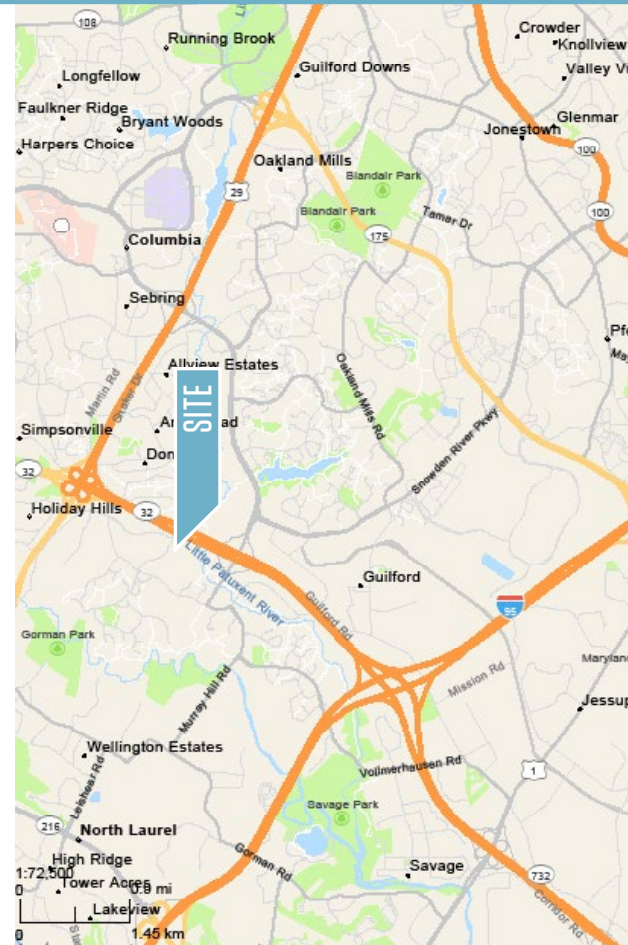 108
Running Brook
Crowder
Knollview
Longfellow
Guilford Downs
Valley
Faulkner Ridge
Bryant Woods
Glenmar
Harpers Choice
Jonestown
100
Oakland Mills
Blandair Park
29
Blandair Park
100
Tamar Dr
175
Columbia
Sebring
Allview Estates
Oakland Mills Rd
Martin Rd
Shaker Dr
SITE
Simpsonville
Snowden River Pkwy
32
Holiday Hills
32
Little Patuxent River
Guilford
Guilford Rd
95
Gorman Park
Mission Rd
Maryland
Murray Hill Rd
Jessup
Wellington Estates
Vollmerhausen Rd
1
Leishear Rd
Savage Park
216
North Laurel
Gorman Rd
High Ridge
Savage
1:72,500
Tower Acres
0
0.9 mi
732
Lakeview
Corridor Rd
0
1.45 km